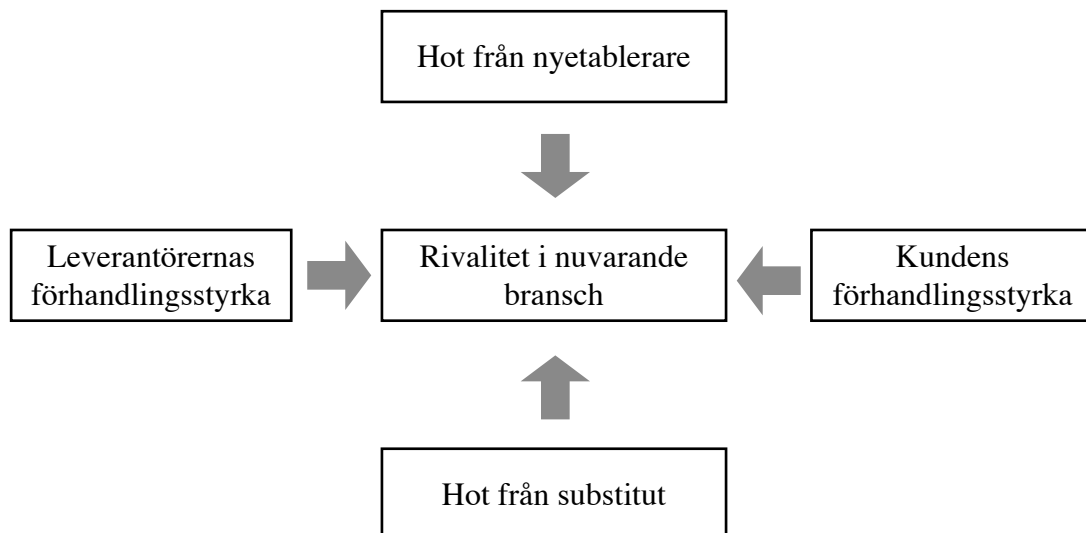 Hot från nyetablerare
Leverantörernas
förhandlingsstyrka
Rivalitet i nuvarande
bransch
Kundens
förhandlingsstyrka
Hot från substitut